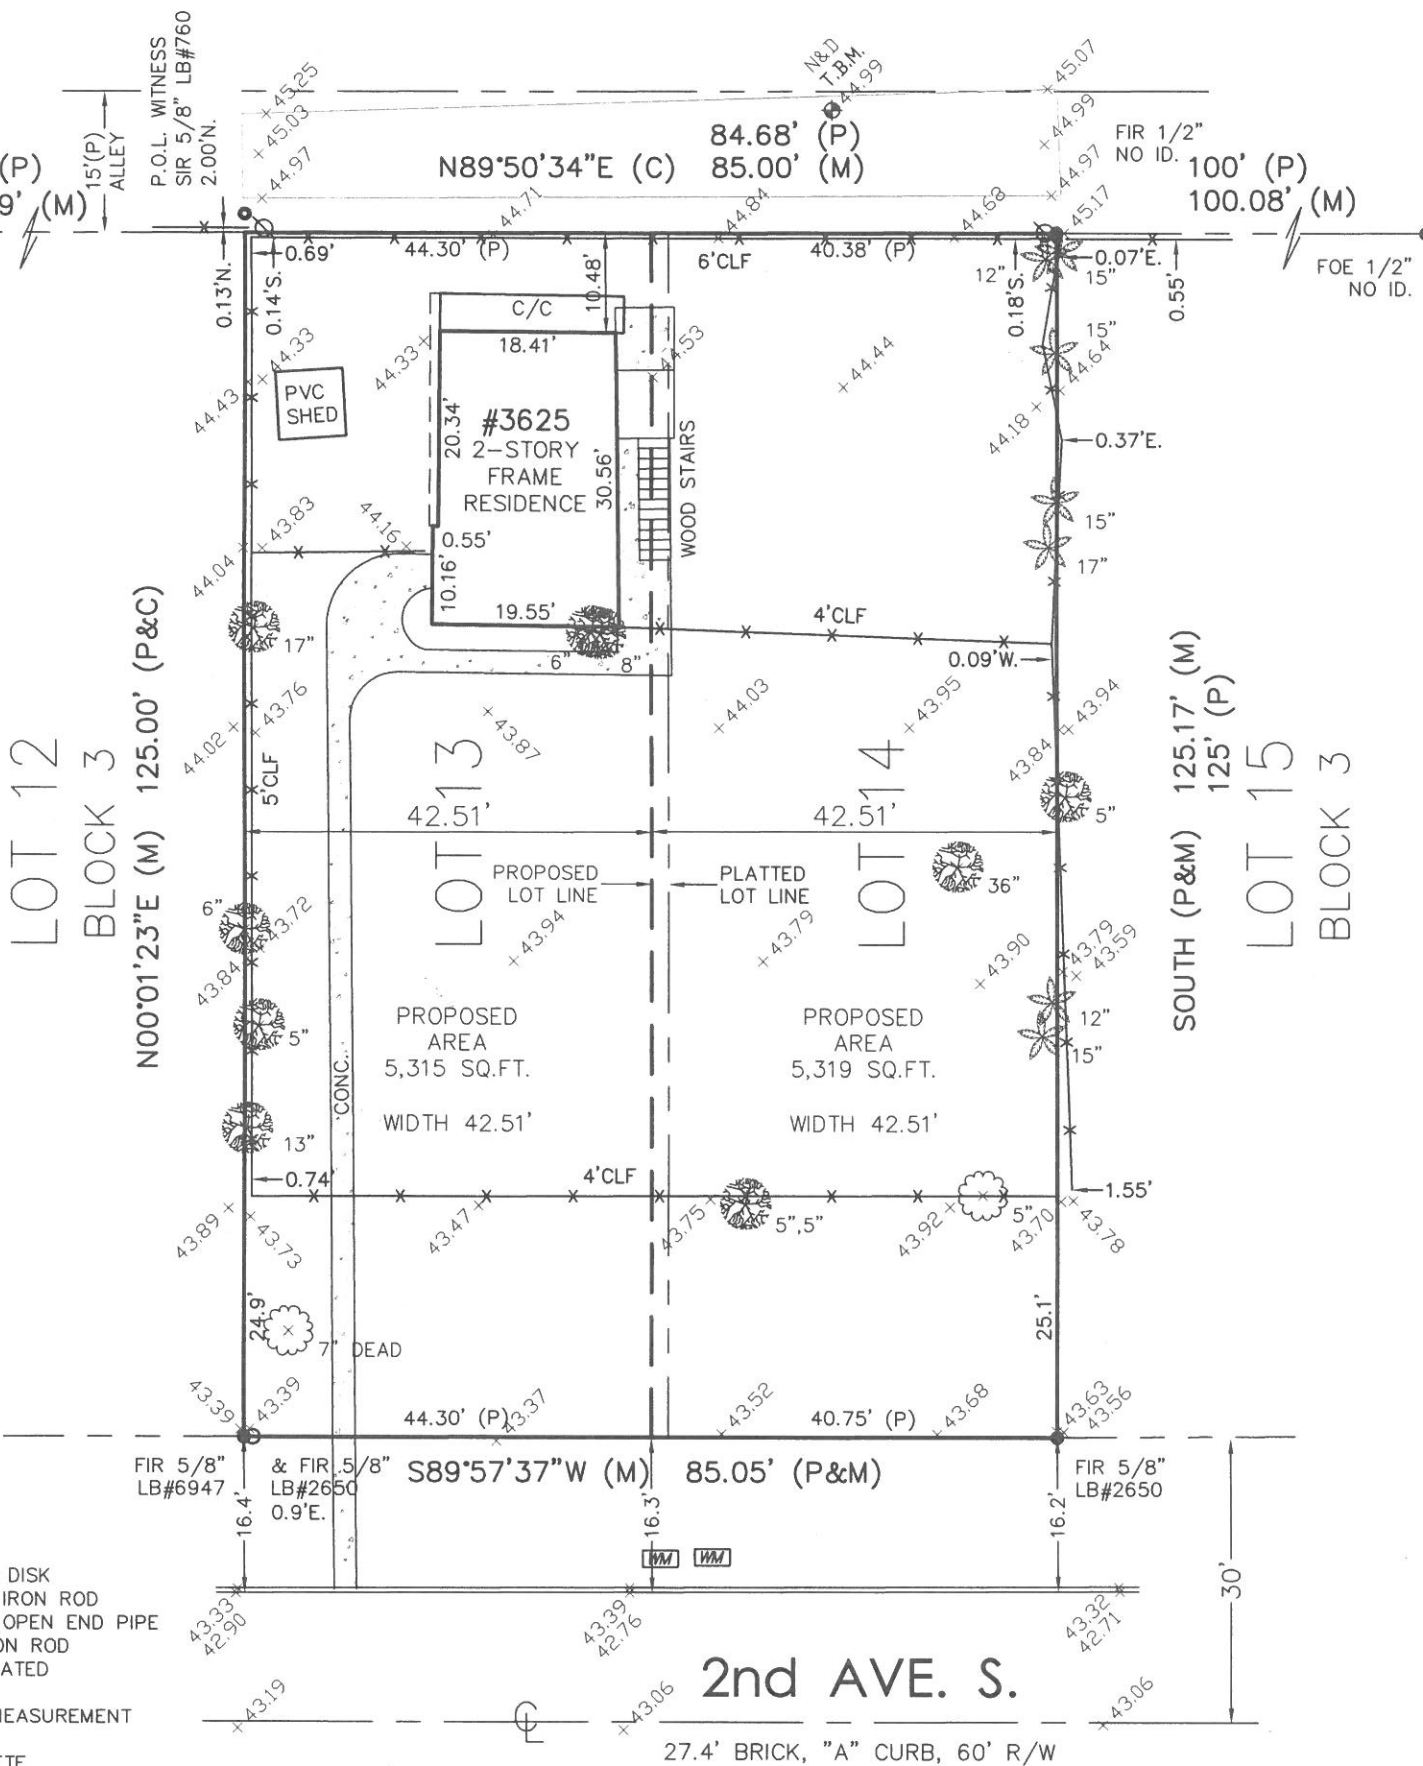 P.O.L. WITNESS
SIR 5/8" LB#760
2.00'N.
15'(P)
ALLEY
(P)
9' (M)
45.25
45.03
44.97
N&D
T.B.M.
44.99
45.07
44.99
44.97
45.17
84.68' (P)
N89°50'34"E (C) 85.00' (M)
FIR 1/2"
NO ID.
100' (P)
100.08' (M)
FOE 1/2"
NO ID.
44.71
44.84
44.68
0.69'
44.30' (P)
6'CLF
40.38' (P)
12"
15"
0.07'E.
0.13'N.
0.14'S.
10.48'
0.18'S.
0.55'
C/C
18.41'
44.33
44.33
44.53
44.44
15"
44.64
44.43
PVC
SHED
20.34'
#3625
2-STORY
FRAME
RESIDENCE
30.56'
WOOD STAIRS
44.18
0.37'E.
44.04
43.83
44.16
0.55'
10.16'
19.55'
15"
17"
17"
6"
8"
4'CLF
0.09'W.
44.02
43.76
43.87
44.03
43.95
43.94
43.84
N00°01'23"E (M) 125.00' (P&C)
SOUTH (P&M) 125.17' (M)
125' (P)
LOT 12
BLOCK 3
5'CLF
LOT 13
LOT 14
LOT 15
BLOCK 3
42.51'
42.51'
5"
PROPOSED
LOT LINE
PLATTED
LOT LINE
36"
6"
43.72
43.84
43.94
43.79
43.90
43.79
43.59
PROPOSED
AREA
5,315 SQ.FT.
WIDTH 42.51'
PROPOSED
AREA
5,319 SQ.FT.
WIDTH 42.51'
5"
12"
15"
CONC.
13"
0.74'
4'CLF
1.55'
43.89
43.73
43.47
43.75
5",5"
43.92
5"
43.70
43.78
24.9'
7" DEAD
25.1'
43.39
43.39
44.30' (P)
43.37
43.52
40.75' (P)
43.68
43.63
43.56
FIR 5/8"
LB#6947
& FIR 5/8"
LB#2650
0.9'E.
S89°57'37"W (M) 85.05' (P&M)
FIR 5/8"
LB#2650
16.4'
16.3'
16.2'
WM
WM
30'
DISK
IRON ROD
OPEN END PIPE
ON ROD
ATED
MEASUREMENT
43.33
42.90
43.39
42.76
43.32
42.71
2nd AVE. S.
43.19
43.06
43.06
27.4' BRICK, "A" CURB, 60' R/W